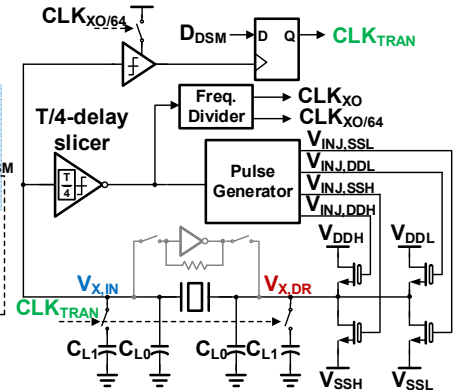 CLKXO/64
DDSM
D
Q
CLKTRAN
Freq.
Divider
CLKXO
CLKXO/64
T/4-delay
slicer
T
4
Pulse
Generator
VINJ,SSL
VINJ,DDL
VINJ,SSH
VINJ,DDH
VDDH
VDDL
VX,IN
VX,DR
CLKTRAN
CL1
CL0
CL0
CL1
VSSH
VSSL